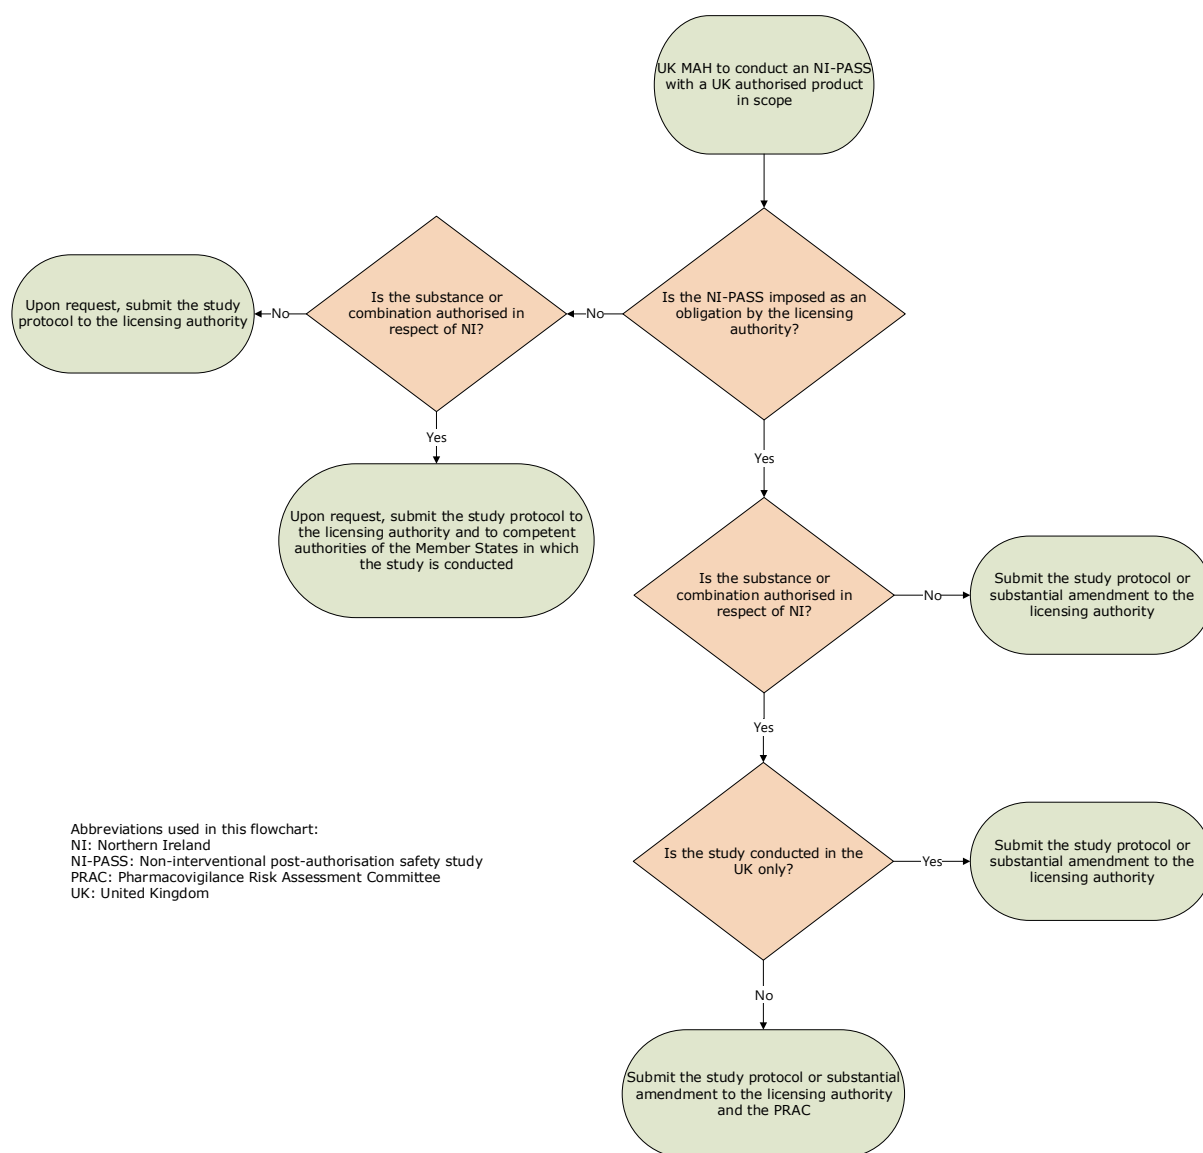 UK MAH to conduct an NI-PASS
with a UK authorised product
in scope
Is the NI-PASS imposed as an
obligation by the licensing
authority?
No
Is the substance or
combination authorised in
respect of NI?
No
Upon request, submit the study
protocol to the licensing authority
Yes
Upon request, submit the study protocol to
the licensing authority and to competent
authorities of the Member States in which
the study is conducted
Yes
Is the substance or
combination authorised in
respect of NI?
No
Submit the study protocol or
substantial amendment to the
licensing authority
Yes
Is the study conducted in the
UK only?
Yes
Submit the study protocol or
substantial amendment to the
licensing authority
No
Submit the study protocol or substantial
amendment to the licensing authority
and the PRAC
Abbreviations used in this flowchart:
NI: Northern Ireland
NI-PASS: Non-interventional post-authorisation safety study
PRAC: Pharmacovigilance Risk Assessment Committee
UK: United Kingdom